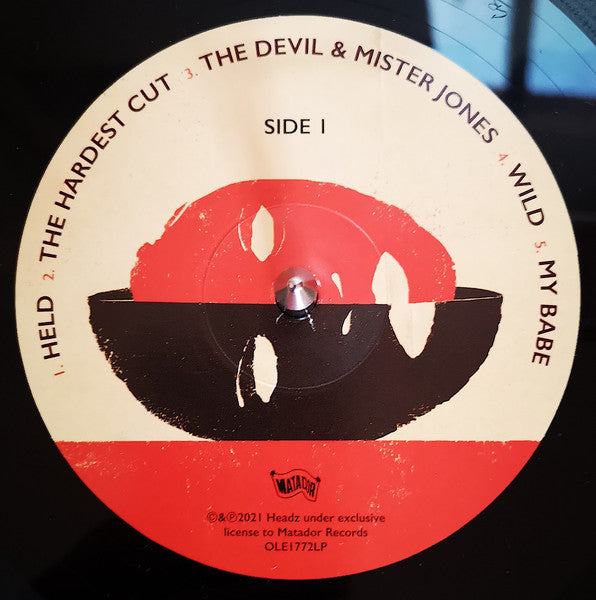 SIDE 1
1. HELD 2. THE HARDEST CUT 3. THE DEVIL & MISTER JONES 4. WILD 5. MY BABE
MATADOR
©&℗2021 Headz under exclusive
license to Matador Records
OLE1772LP